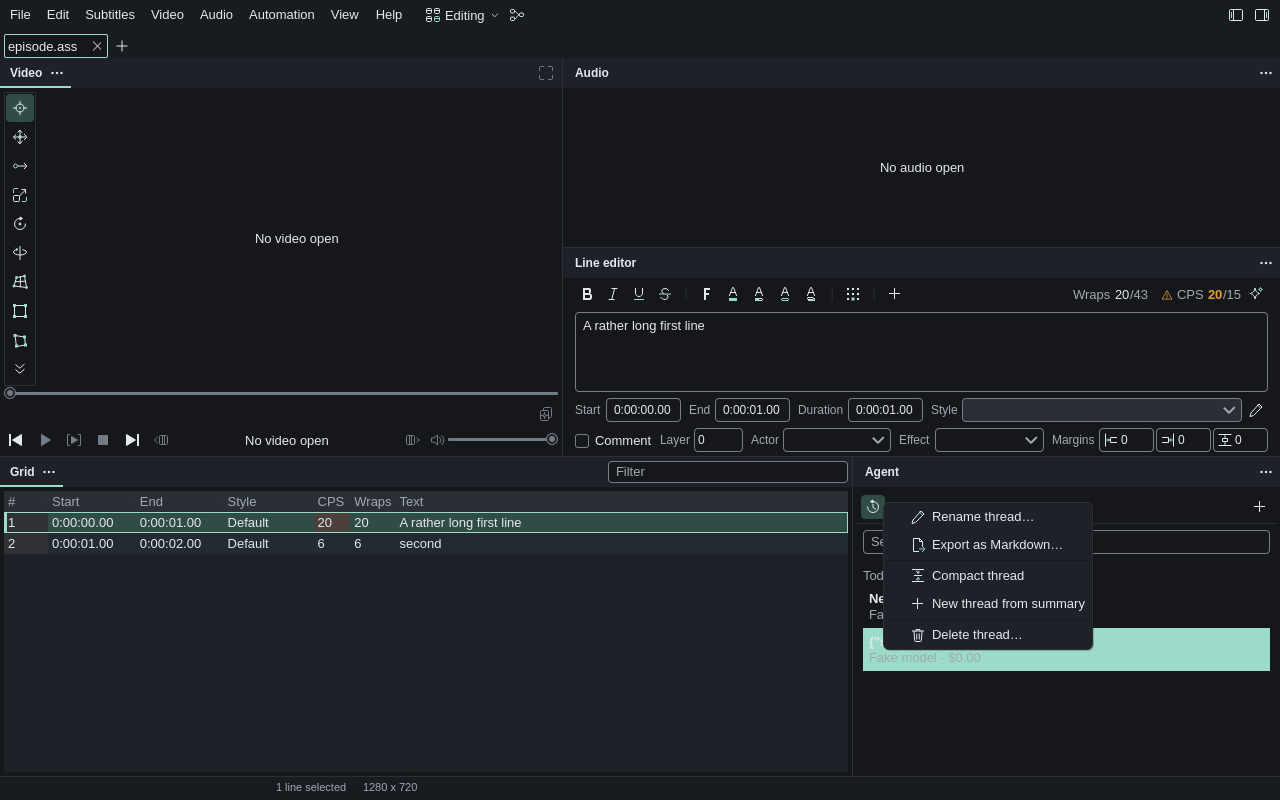 File Edit Subtitles Video Audio Automation View Help Editing
episode.ass
Video
Audio
No video open
No audio open
Line editor
Wraps 20/43 CPS 20/15
A rather long first line
Start 0:00:00.00 End 0:00:01.00 Duration 0:00:01.00 Style
No video open
Comment Layer 0 Actor Effect Margins 0 0 0
Grid
Filter
# Start End Style CPS Wraps Text
1 0:00:00.00 0:00:01.00 Default 20 20 A rather long first line
2 0:00:01.00 0:00:02.00 Default 6 6 second
Agent
Rename thread…
Export as Markdown…
Compact thread
New thread from summary
Delete thread…
Fake model · $0.00
1 line selected 1280 x 720